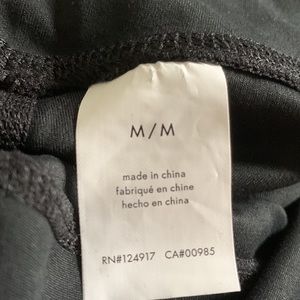 M/M
made in china
fabriqué en chine
hecho en china
RN#124917 CA#00985